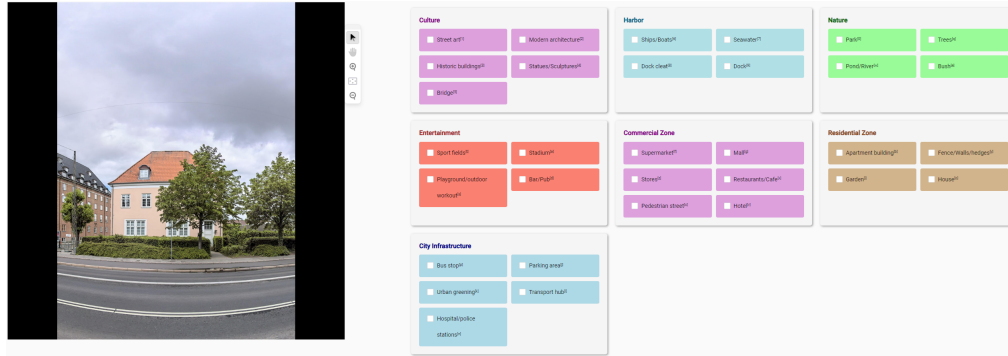 Culture
Street art
Modern architecture
Historic buildings
Statues/Sculptures
Bridge
Harbor
Ships/Boats
Seawater
Dock cleat
Dock
Nature
Park
Trees
Pond/River
Bush
Entertainment
Sport fields
Stadium
Playground/outdoor
workout
Bar/Pub
Commercial Zone
Supermarket
Mall
Stores
Restaurants/Cafe
Pedestrian street
Hotel
Residential Zone
Apartment building
Fence/Walls/hedges
Garden
House
City Infrastructure
Bus stop
Parking area
Urban greening
Transport hub
Hospital/police
stations